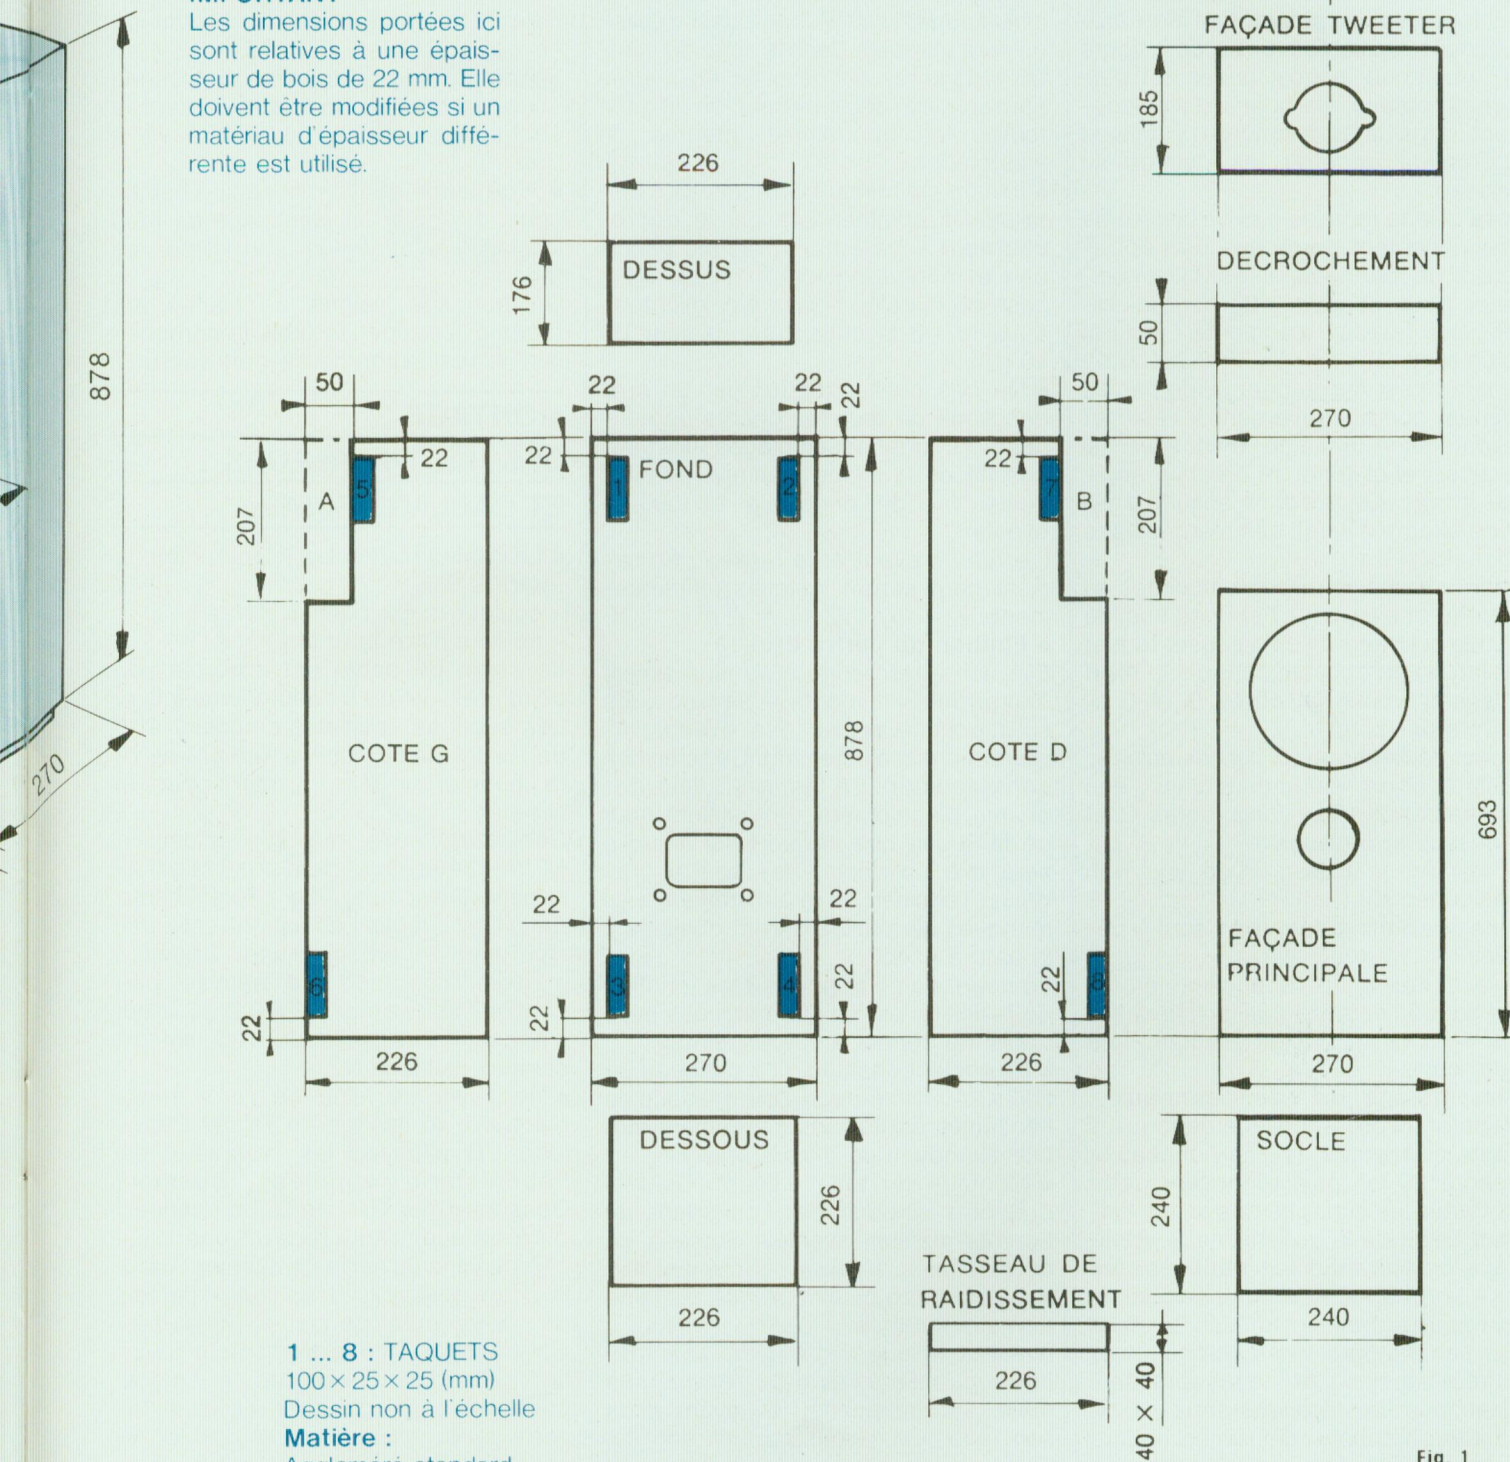 IMPORTANT
Les dimensions portées ici
sont relatives à une épais-
seur de bois de 22 mm. Elle
doivent être modifiées si un
matériau d'épaisseur diffé-
rente est utilisé.
878
270
226
176
DESSUS
FAÇADE TWEETER
185
DECROCHEMENT
50
270
50
22
207
A
5
COTE G
6
22
226
22
22
22
22
FOND
1
2
878
22
22
3
4
22
22
270
50
22
7
B
207
COTE D
22
8
226
693
FAÇADE
PRINCIPALE
270
DESSOUS
226
226
SOCLE
240
240
TASSEAU DE
RAIDISSEMENT
226
40 × 40
1 ... 8 : TAQUETS
100 × 25 × 25 (mm)
Dessin non à l'échelle
Matière :
Aggloméré standard
Fig. 1